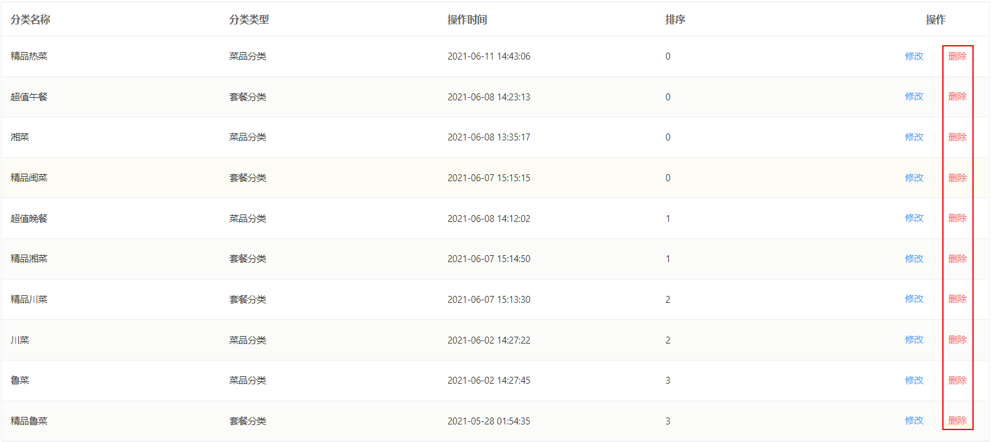 分类名称 分类类型 操作时间 排序 操作
精品热菜 菜品分类 2021-06-11 14:43:06 0 修改 删除
超值午餐 套餐分类 2021-06-08 14:23:13 0 修改 删除
湘菜 菜品分类 2021-06-08 13:35:17 0 修改 删除
精品闽菜 套餐分类 2021-06-07 15:15:15 0 修改 删除
超值晚餐 菜品分类 2021-06-08 14:12:02 1 修改 删除
精品湘菜 套餐分类 2021-06-07 15:14:50 1 修改 删除
精品川菜 套餐分类 2021-06-07 15:13:30 2 修改 删除
川菜 菜品分类 2021-06-02 14:27:22 2 修改 删除
鲁菜 菜品分类 2021-06-02 14:27:45 3 修改 删除
精品鲁菜 套餐分类 2021-05-28 01:54:35 3 修改 删除